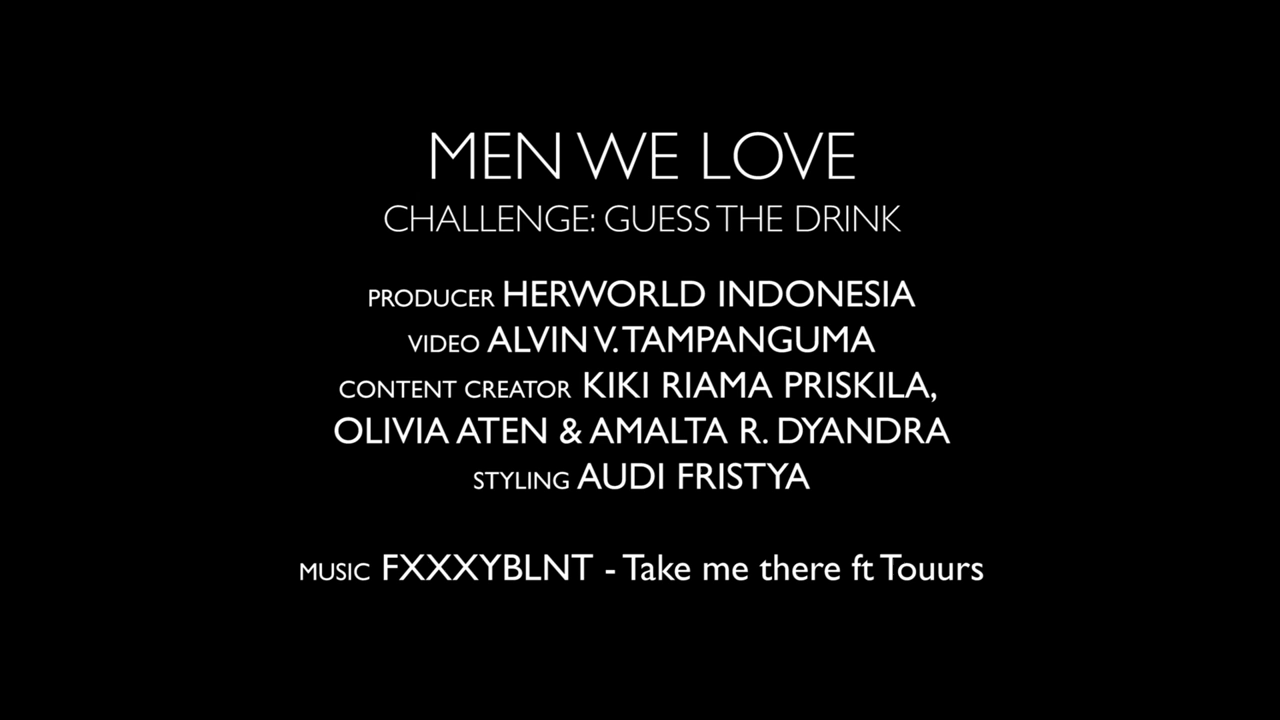 MEN WE LOVE
CHALLENGE: GUESS THE DRINK
PRODUCER HERWORLD INDONESIA
VIDEO ALVIN V. TAMPANGUMA
CONTENT CREATOR KIKI RIAMA PRISKILA,
OLIVIA ATEN & AMALTA R. DYANDRA
STYLING AUDI FRISTYA
MUSIC FXXXYBLNT - Take me there ft Touurs